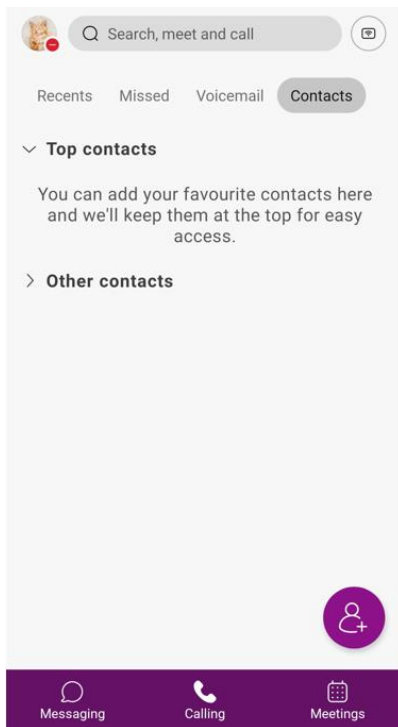 Search, meet and call
Recents Missed Voicemail Contacts
Top contacts
You can add your favourite contacts here
and we'll keep them at the top for easy
access.
Other contacts
Messaging Calling Meetings